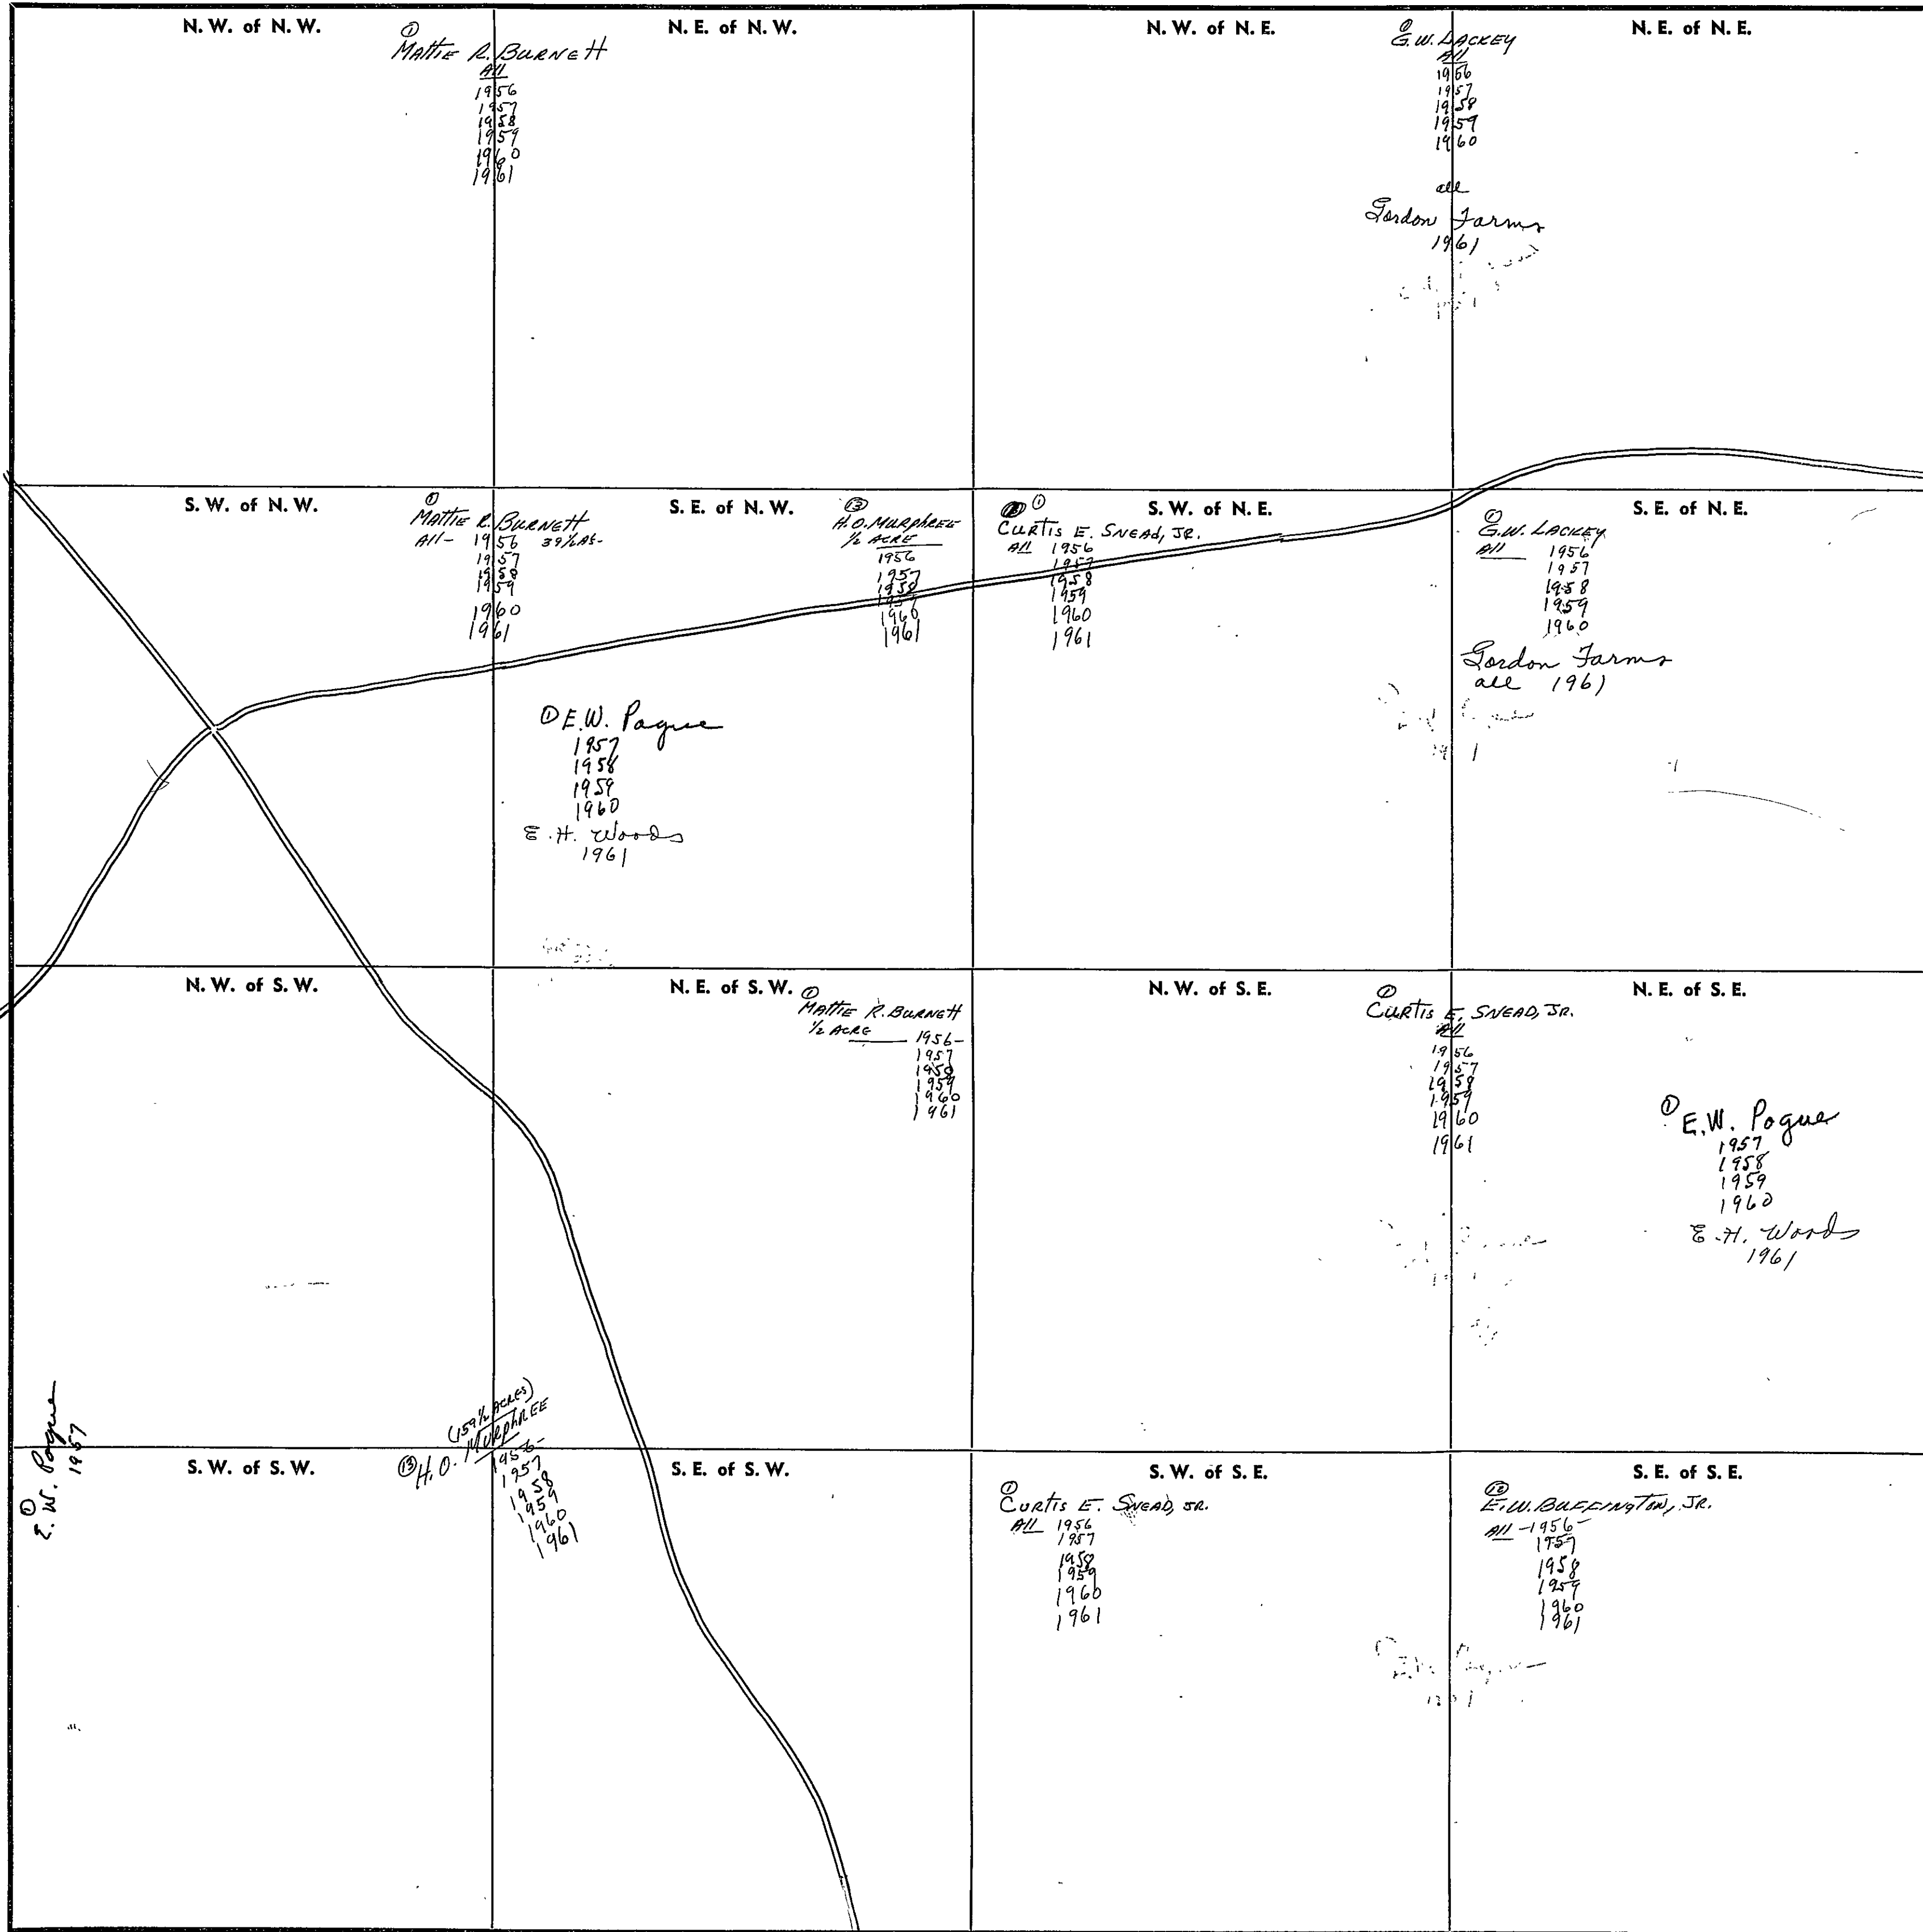 N. W. of N. W.
①
MATTIE R. BURNETT
All
1956
1957
1958
1959
1960
1961
N. E. of N. W.
N. W. of N. E.
①
G.W. LACKEY
All
1956
1957
1958
1959
1960
all
Gordon Farms
1961
N. E. of N. E.
S. W. of N. W.
①
MATTIE R. BURNETT
All - 1956 39½
1957
1958
1959
1960
1961
S. E. of N. W.
⑬
H.O. MURPHREE
½ ACRE
1956
1957
1958
1959
1960
1961
① E.W. Pogue
1957
1958
1959
1960
E. H. Woods
1961
S. W. of N. E.
①
CURTIS E. SNEAD, JR.
All 1956
1957
1958
1959
1960
1961
S. E. of N. E.
①
G.W. LACKEY
All 1956
1957
1958
1959
1960
Gordon Farms
all 1961
N. W. of S. W.
N. E. of S. W.
①
MATTIE R. BURNETT
½ ACRE 1956-
1957
1958
1959
1960
1961
N. W. of S. E.
①
CURTIS E. SNEAD, JR.
All
1956
1957
1958
1959
1960
1961
N. E. of S. E.
① E.W. Pogue
1957
1958
1959
1960
E. H. Woods
1961
①
E. W. Pogue
1957
S. W. of S. W.
(159½ ACRES)
⑬ H. O. MURPHREE
1956-
1957
1958
1959
1960
1961
S. E. of S. W.
S. W. of S. E.
①
CURTIS E. SNEAD, JR.
All 1956
1957
1958
1959
1960
1961
S. E. of S. E.
⑫
E.W. BUFFINGTON, JR.
All -1956-
1957
1958
1959
1960
1961